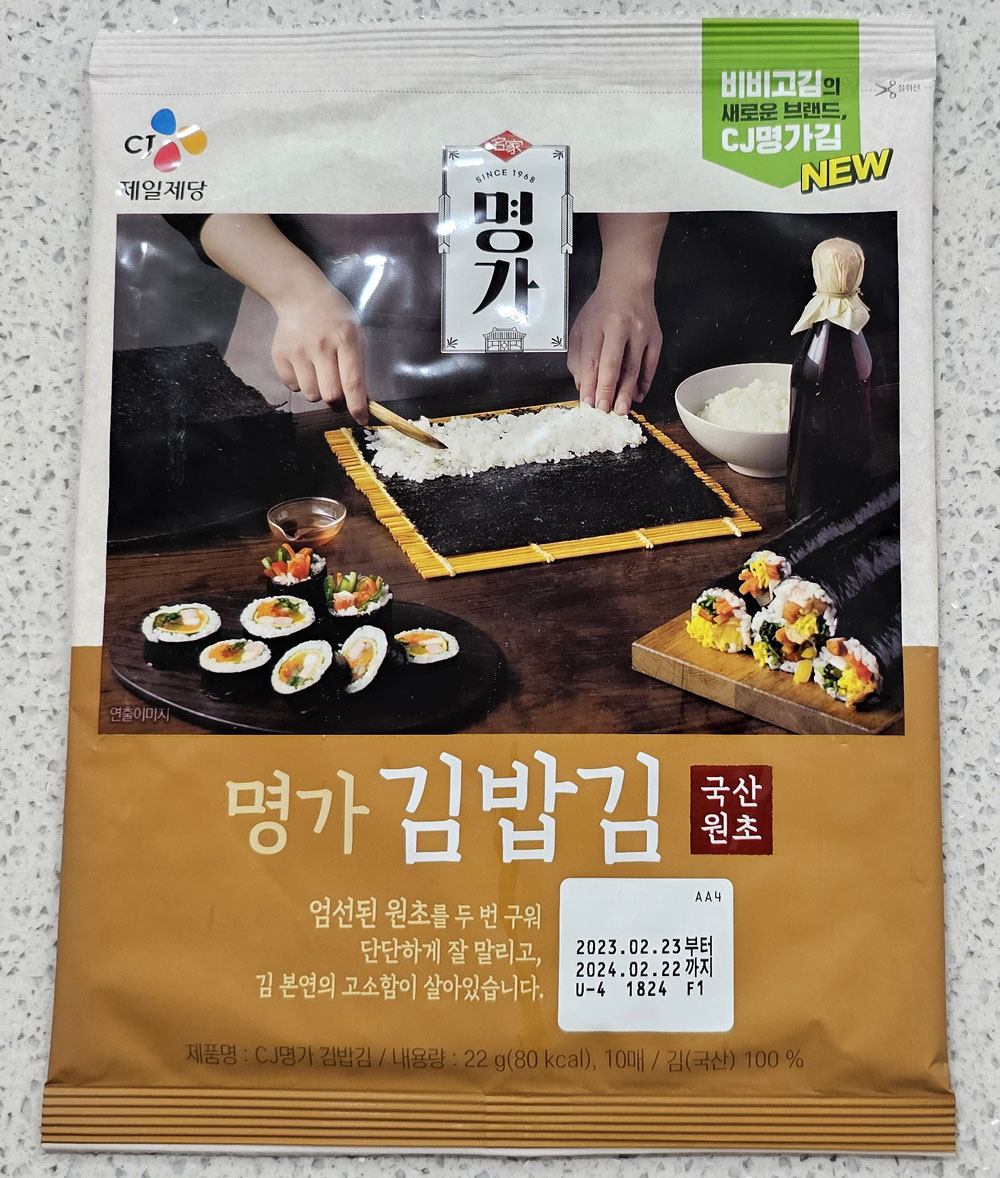 비비고김의
새로운 브랜드,
CJ명가김
NEW
절취선
CJ
제일제당
名家
SINCE 1968
명가
연출이미지
명가 김밥김
국산
원초
엄선된 원초를 두 번 구워
단단하게 잘 말리고,
김 본연의 고소함이 살아있습니다.
AA4
2023.02.23부터
2024.02.22까지
U-4 1824 F1
제품명 : CJ명가 김밥김 / 내용량 : 22 g(80 kcal), 10매 / 김(국산) 100 %